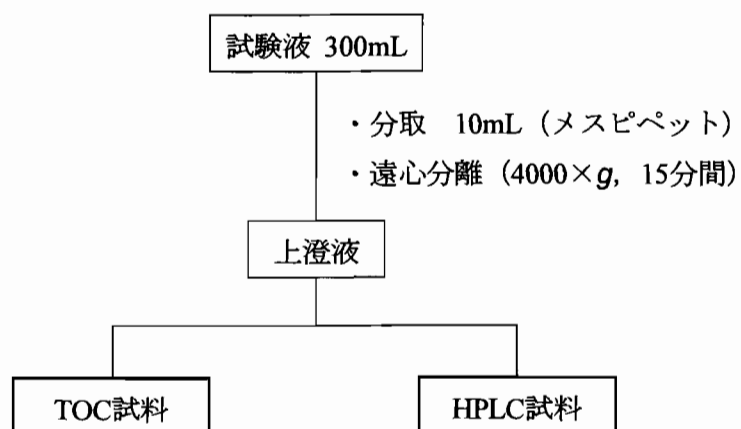 試験液 300mL
・分取　10mL（メスピペット）
・遠心分離（4000×g, 15分間）
上澄液
TOC試料
HPLC試料